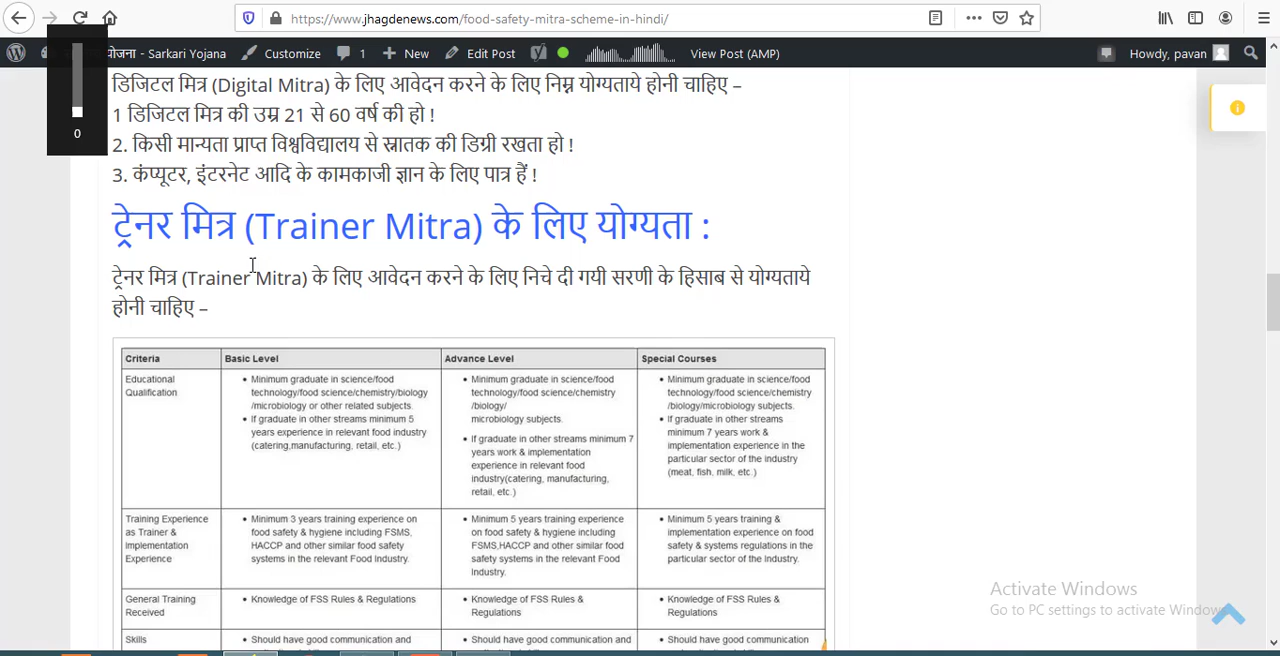 https://www.jhagdenews.com/food-safety-mitra-scheme-in-hindi/
योजना - Sarkari Yojana Customize 1 New Edit Post View Post (AMP) Howdy, pavan
0
डिजिटल मित्र (Digital Mitra) के लिए आवेदन करने के लिए निम्न योग्यताये होनी चाहिए –
1 डिजिटल मित्र की उम्र 21 से 60 वर्ष की हो !
2. किसी मान्यता प्राप्त विश्वविद्यालय से स्नातक की डिग्री रखता हो !
3. कंप्यूटर, इंटरनेट आदि के कामकाजी ज्ञान के लिए पात्र हैं !
ट्रेनर मित्र (Trainer Mitra) के लिए योग्यता :
ट्रेनर मित्र (Trainer Mitra) के लिए आवेदन करने के लिए निचे दी गयी सरणी के हिसाब से योग्यताये
होनी चाहिए –
Criteria Basic Level Advance Level Special Courses
Educational
Qualification
• Minimum graduate in science/food
technology/food science/chemistry/biology
/microbiology or other related subjects.
• If graduate in other streams minimum 5
years experience in relevant food industry
(catering,manufacturing, retail, etc.)
• Minimum graduate in science/food
technology/food science/chemistry
/biology/
microbiology subjects.
• If graduate in other streams minimum 7
years work & implementation
experience in relevant food
industry(catering, manufacturing,
retail, etc.)
• Minimum graduate in science/food
technology/food science/chemistry
/biology/microbiology subjects.
• If graduate in other streams
minimum 7 years work &
implementation experience in the
particular sector of the industry
(meat, fish, milk, etc.)
Training Experience
as Trainer &
Implementation
Experience
• Minimum 3 years training experience on
food safety & hygiene including FSMS,
HACCP and other similar food safety
systems in the relevant Food Industry.
• Minimum 5 years training experience
on food safety & hygiene including
FSMS,HACCP and other similar food
safety systems in the relevant Food
Industry.
• Minimum 5 years training &
implementation experience on food
safety & systems regulations in the
particular sector of the industry.
General Training
Received
• Knowledge of FSS Rules & Regulations
• Knowledge of FSS Rules &
Regulations
• Knowledge of FSS Rules &
Regulations
Skills
• Should have good communication and
• Should have good communication and
• Should have good communication
Activate Windows
Go to PC settings to activate Windows